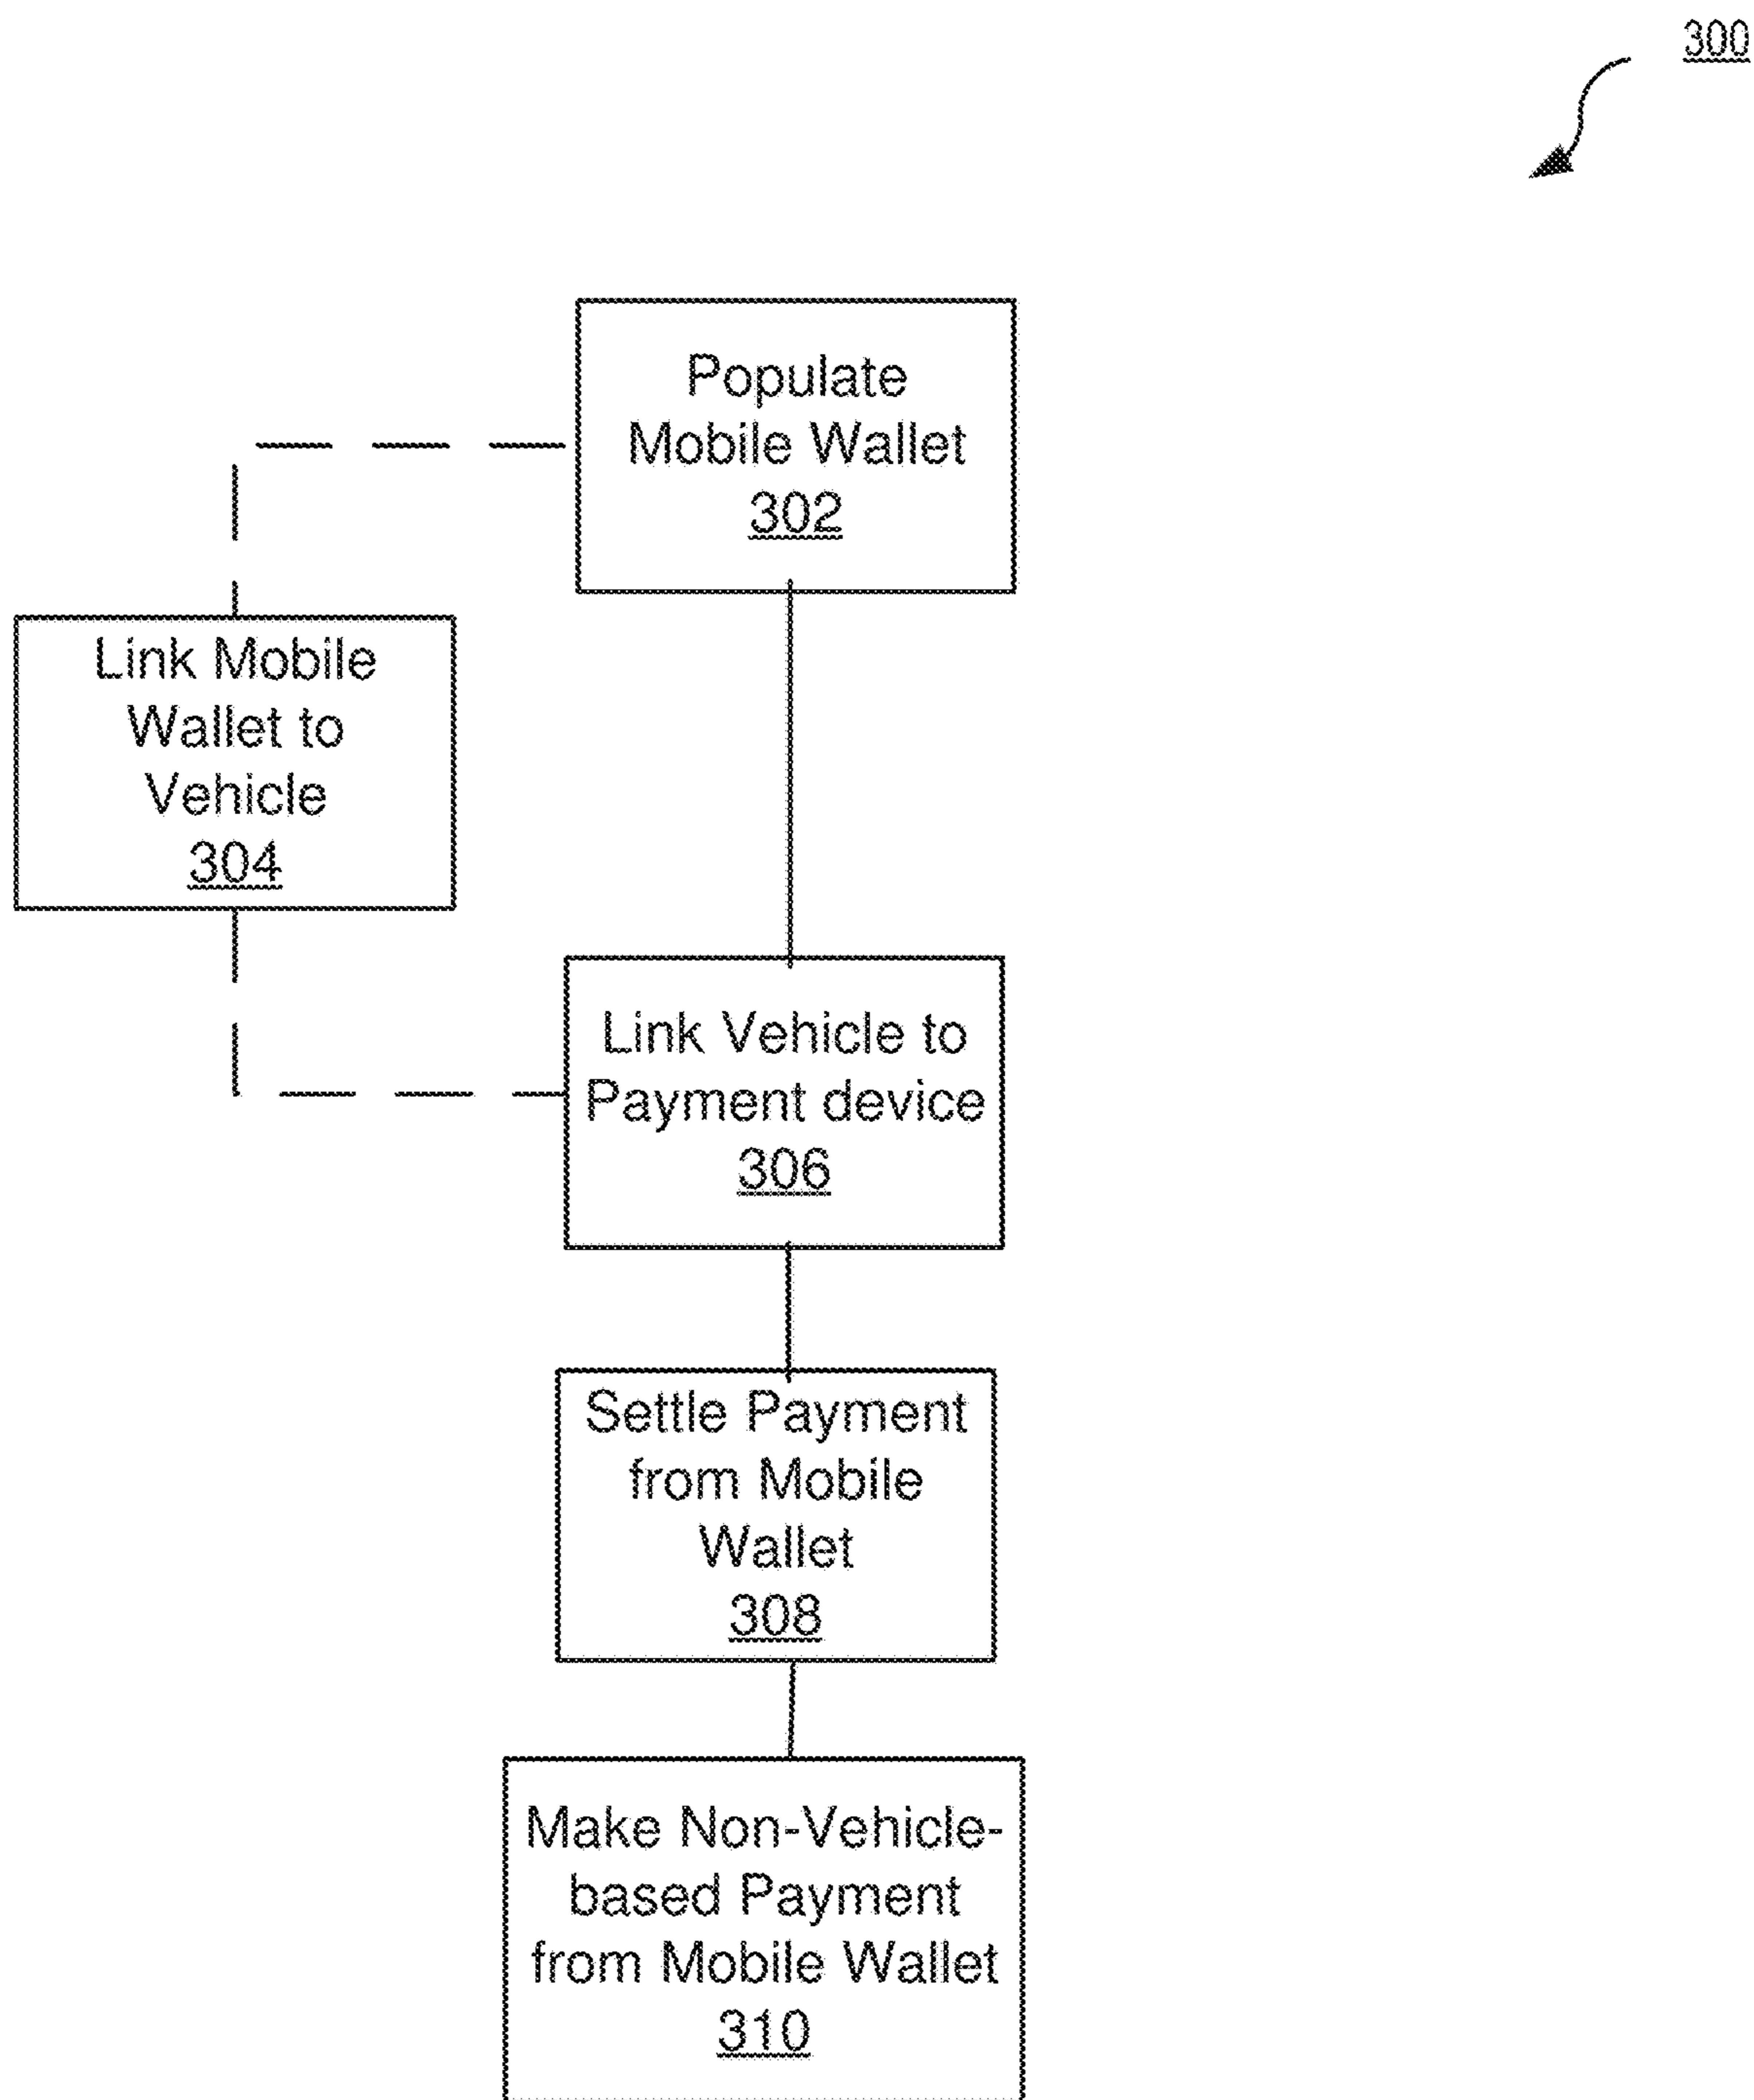 300
Populate
Mobile Wallet
302
Link Mobile
Wallet to
Vehicle
304
Link Vehicle to
Payment device
306
Settle Payment
from Mobile
Wallet
308
Make Non-Vehicle-
based Payment
from Mobile Wallet
310